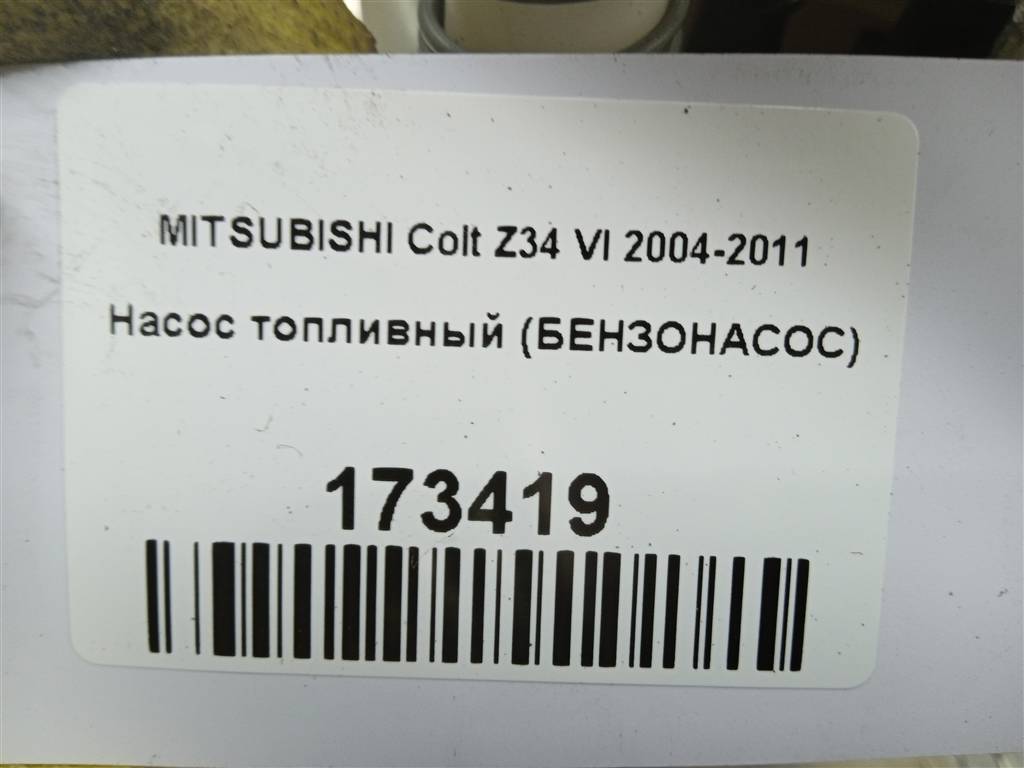 MITSUBISHI Colt Z34 VI 2004-2011
Насос топливный (БЕНЗОНАСОС)
173419